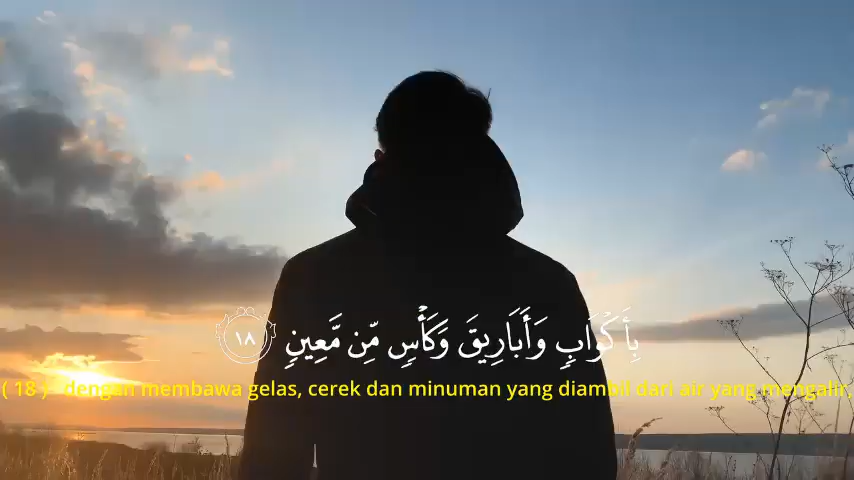 بِأَكْوَابٍ وَأَبَارِيقَ وَكَأْسٍ مِّن مَّعِينٍ ١٨
( 18 ) dengan membawa gelas, cerek dan minuman yang diambil dari air yang mengalir,